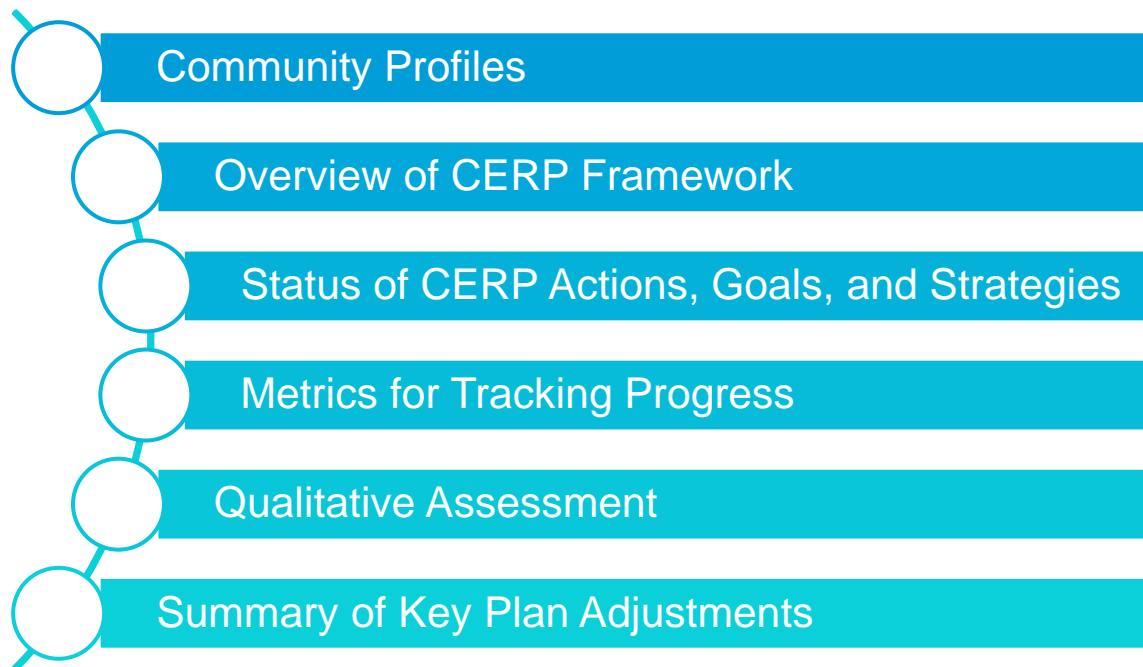 Community Profiles
Overview of CERP Framework
Status of CERP Actions, Goals, and Strategies
Metrics for Tracking Progress
Qualitative Assessment
Summary of Key Plan Adjustments